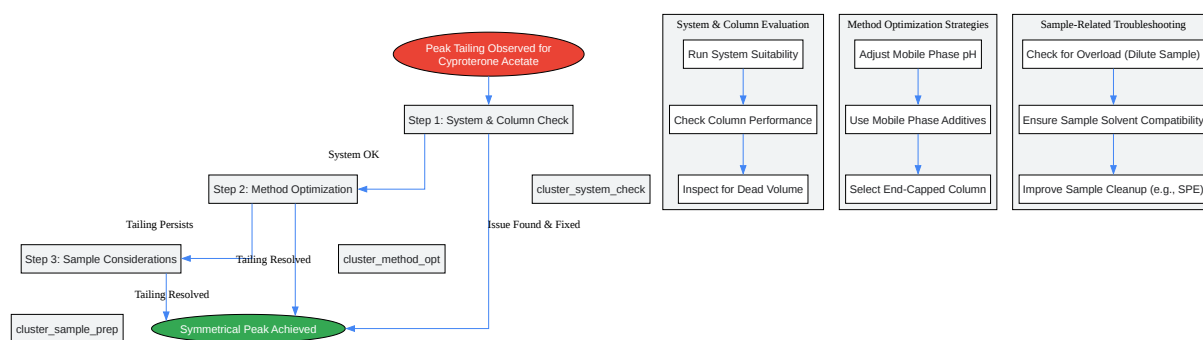 Peak Tailing Observed for
Cyproterone Acetate
Step 1: System & Column Check
System OK
Step 2: Method Optimization
cluster_system_check
Tailing Persists
Issue Found & Fixed
Step 3: Sample Considerations
Tailing Resolved
cluster_method_opt
Tailing Resolved
cluster_sample_prep
Symmetrical Peak Achieved
System & Column Evaluation
Run System Suitability
Check Column Performance
Inspect for Dead Volume
Method Optimization Strategies
Adjust Mobile Phase pH
Use Mobile Phase Additives
Select End-Capped Column
Sample-Related Troubleshooting
Check for Overload (Dilute Sample)
Ensure Sample Solvent Compatibility
Improve Sample Cleanup (e.g., SPE)